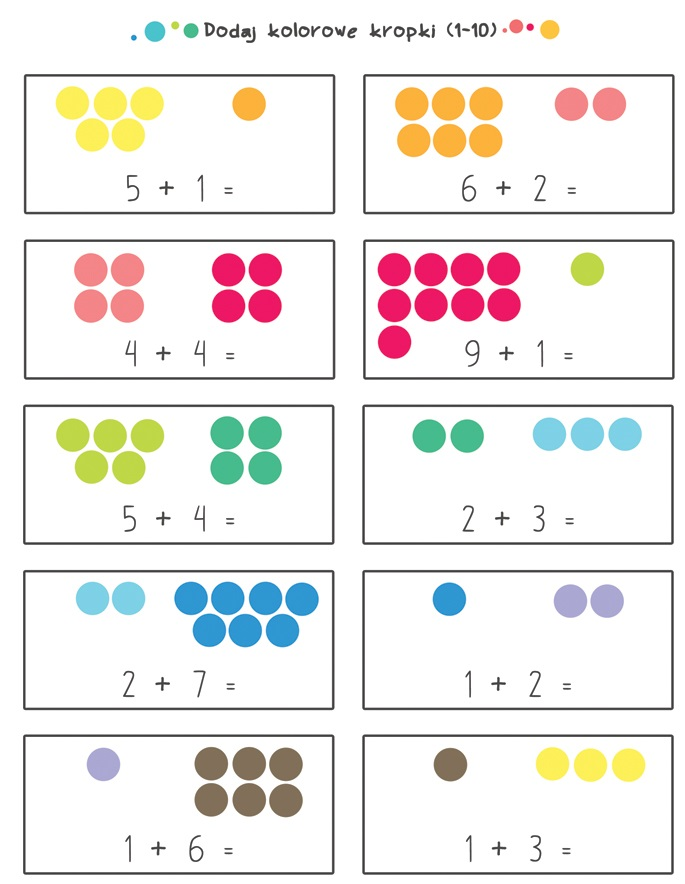 Dodaj kolorowe kropki (1-10)
5 + 1 =
6 + 2 =
4 + 4 =
9 + 1 =
5 + 4 =
2 + 3 =
2 + 7 =
1 + 2 =
1 + 6 =
1 + 3 =